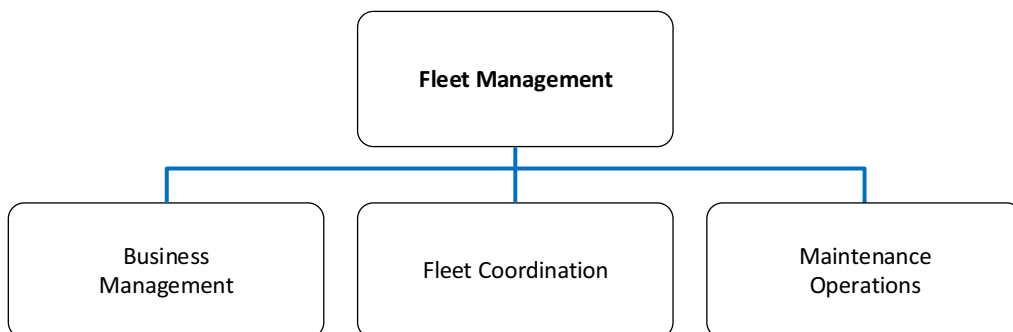 Fleet Management
Business
Management
Fleet Coordination
Maintenance
Operations